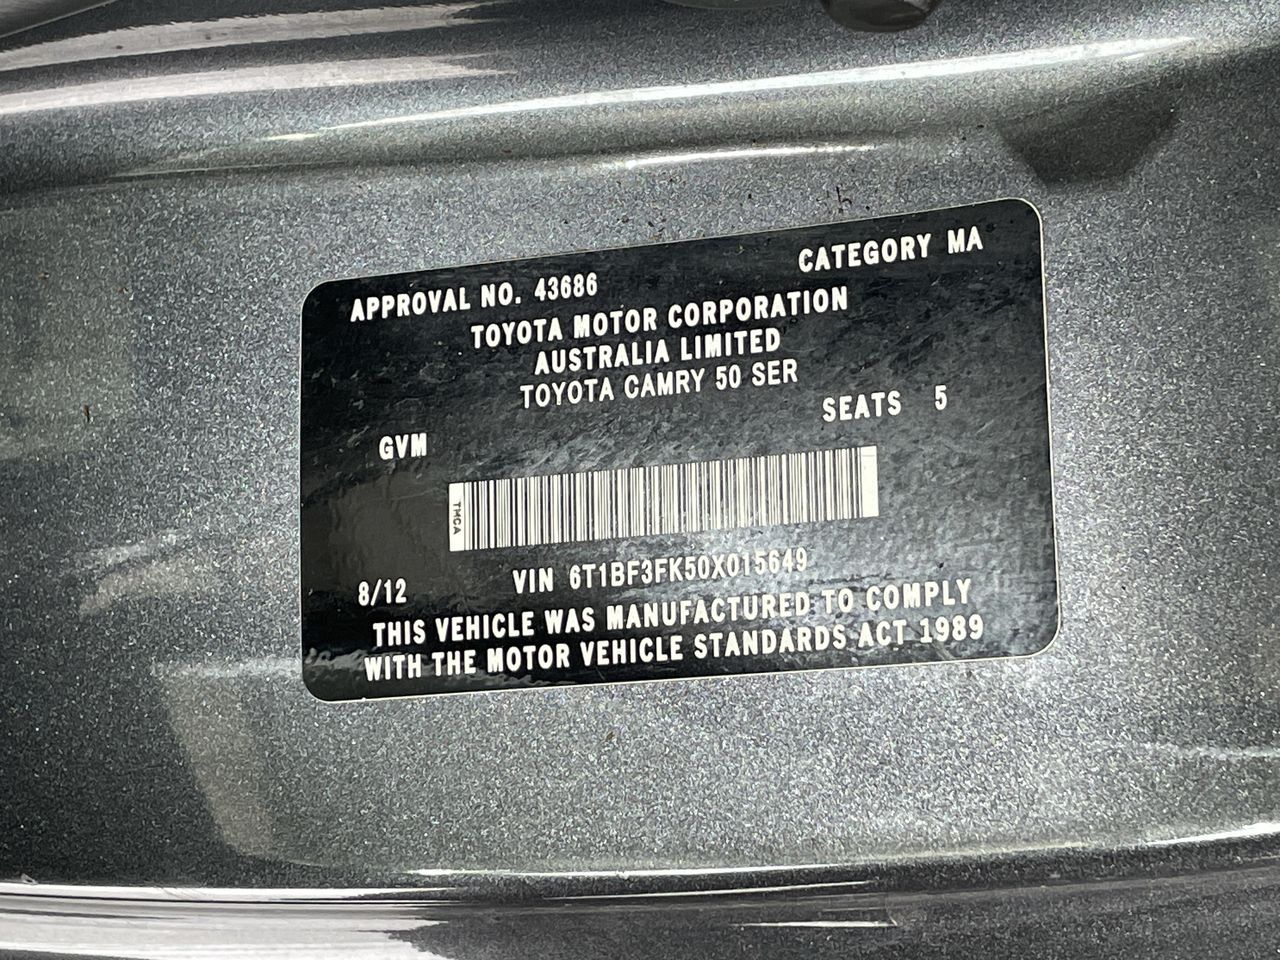 APPROVAL NO. 43686 CATEGORY MA
TOYOTA MOTOR CORPORATION
AUSTRALIA LIMITED
TOYOTA CAMRY 50 SER
GVM SEATS 5
TMCA
8/12 VIN 6T1BF3FK50X015649
THIS VEHICLE WAS MANUFACTURED TO COMPLY
WITH THE MOTOR VEHICLE STANDARDS ACT 1989